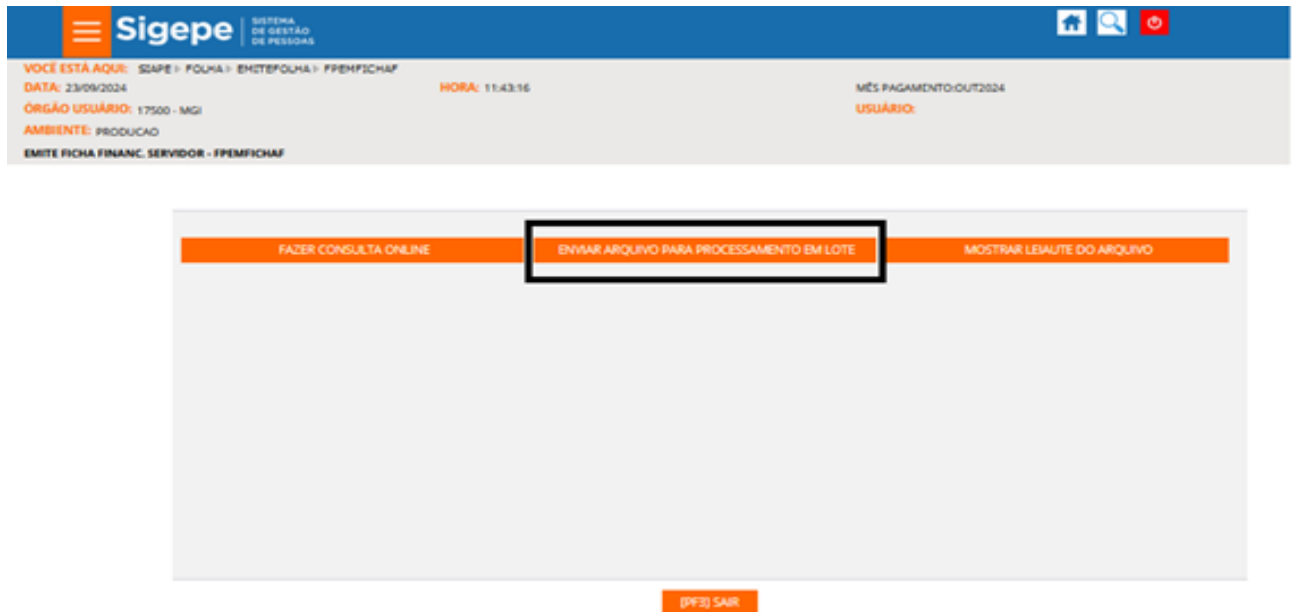 Sigepe SISTEMA
DE GESTÃO
DE PESSOAS
VOCÊ ESTÁ AQUI: SIAPE > FOLHA > EMITEFOLHA > FPEMFICHAF
DATA: 23/09/2024 HORA: 11:43:16 MÊS PAGAMENTO:OUT2024
ÓRGÃO USUÁRIO: 17500 - MGI USUÁRIO:
AMBIENTE: PRODUCAO
EMITE FICHA FINANC. SERVIDOR - FPEMFICHAF
FAZER CONSULTA ONLINE ENVIAR ARQUIVO PARA PROCESSAMENTO EM LOTE MOSTRAR LEIAUTE DO ARQUIVO
[PF3] SAIR